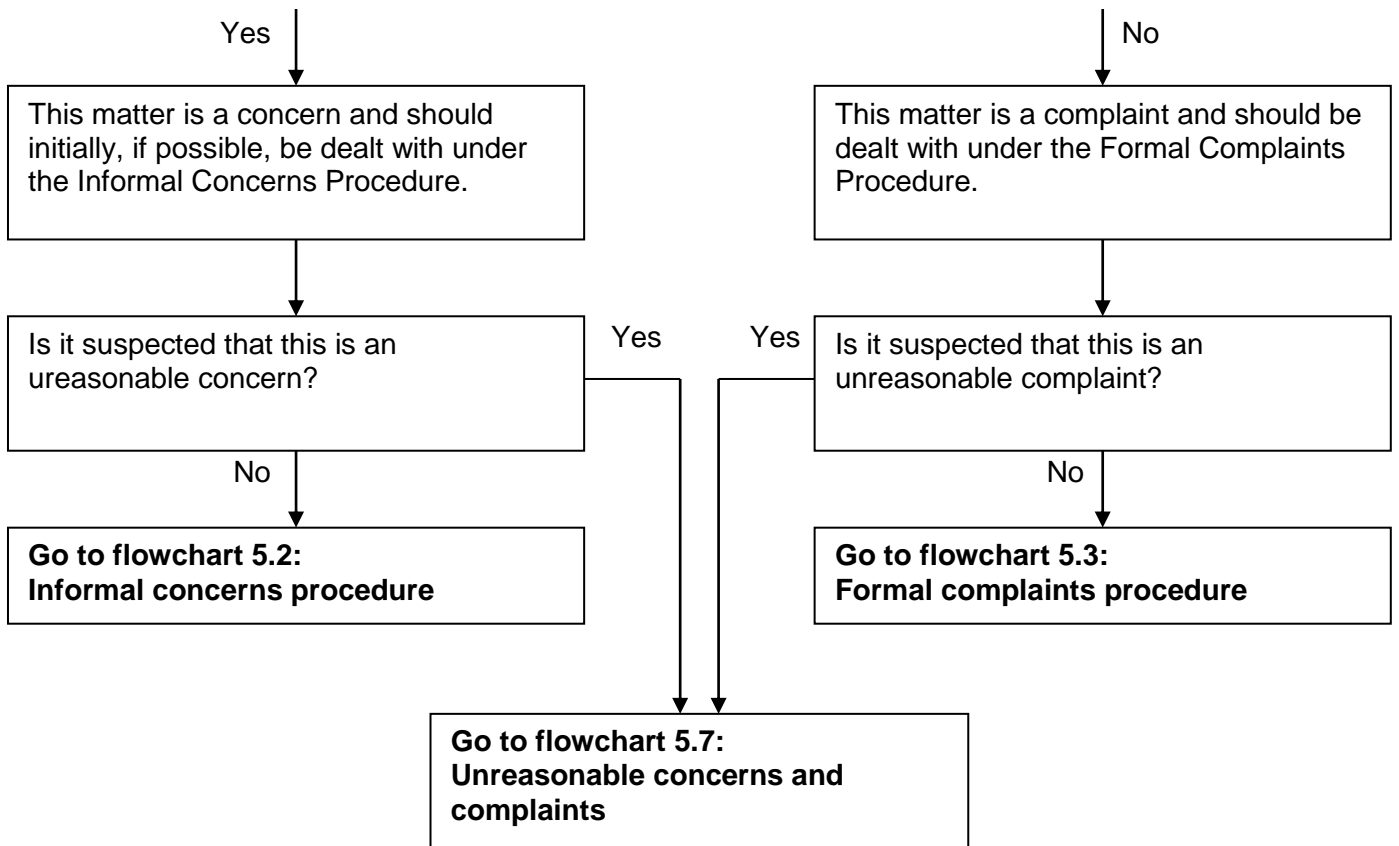 Yes
No
This matter is a concern and should
initially, if possible, be dealt with under
the Informal Concerns Procedure.
This matter is a complaint and should be
dealt with under the Formal Complaints
Procedure.
Is it suspected that this is an
ureasonable concern?
Yes
Yes
Is it suspected that this is an
unreasonable complaint?
No
No
Go to flowchart 5.2:
Informal concerns procedure
Go to flowchart 5.3:
Formal complaints procedure
Go to flowchart 5.7:
Unreasonable concerns and
complaints